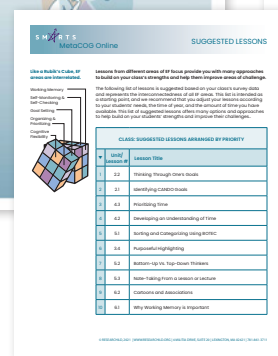 SMARTS
MetaCOG Online
SUGGESTED LESSONS
Like a Rubik's Cube, EF
areas are interrelated.
Working Memory
Self-Monitoring &
Self-Checking
Goal Setting
Organizing &
Prioritizing
Cognitive
Flexibility
Lessons from different areas of EF focus provide you with many approaches
to build on your class's strengths and help them improve areas of challenge.
The following list of lessons is suggested based on your class's survey data
and represents the interconnectedness of all EF areas. This list is intended as
a starting point, and we recommend that you adjust your lessons according
to your students' needs, the time of year, and the amount of time you have
available. This list of suggested lessons offers many options and approaches
to help build on your students' strengths and improve their challenges.
CLASS: SUGGESTED LESSONS ARRANGED BY PRIORITY
Unit/
Lesson #
Lesson Title
1 2.2 Thinking Through One's Goals
2 2.1 Identifying CANDO Goals
3 4.3 Prioritizing Time
4 4.2 Developing an Understanding of Time
5 5.1 Sorting and Categorizing Using BOTEC
6 3.4 Purposeful Highlighting
7 3.2 Bottom-Up Vs. Top-Down Thinkers
8 5.3 Note-Taking From a Lesson or Lecture
9 6.2 Cartoons and Associations
10 6.1 Why Working Memory is Important